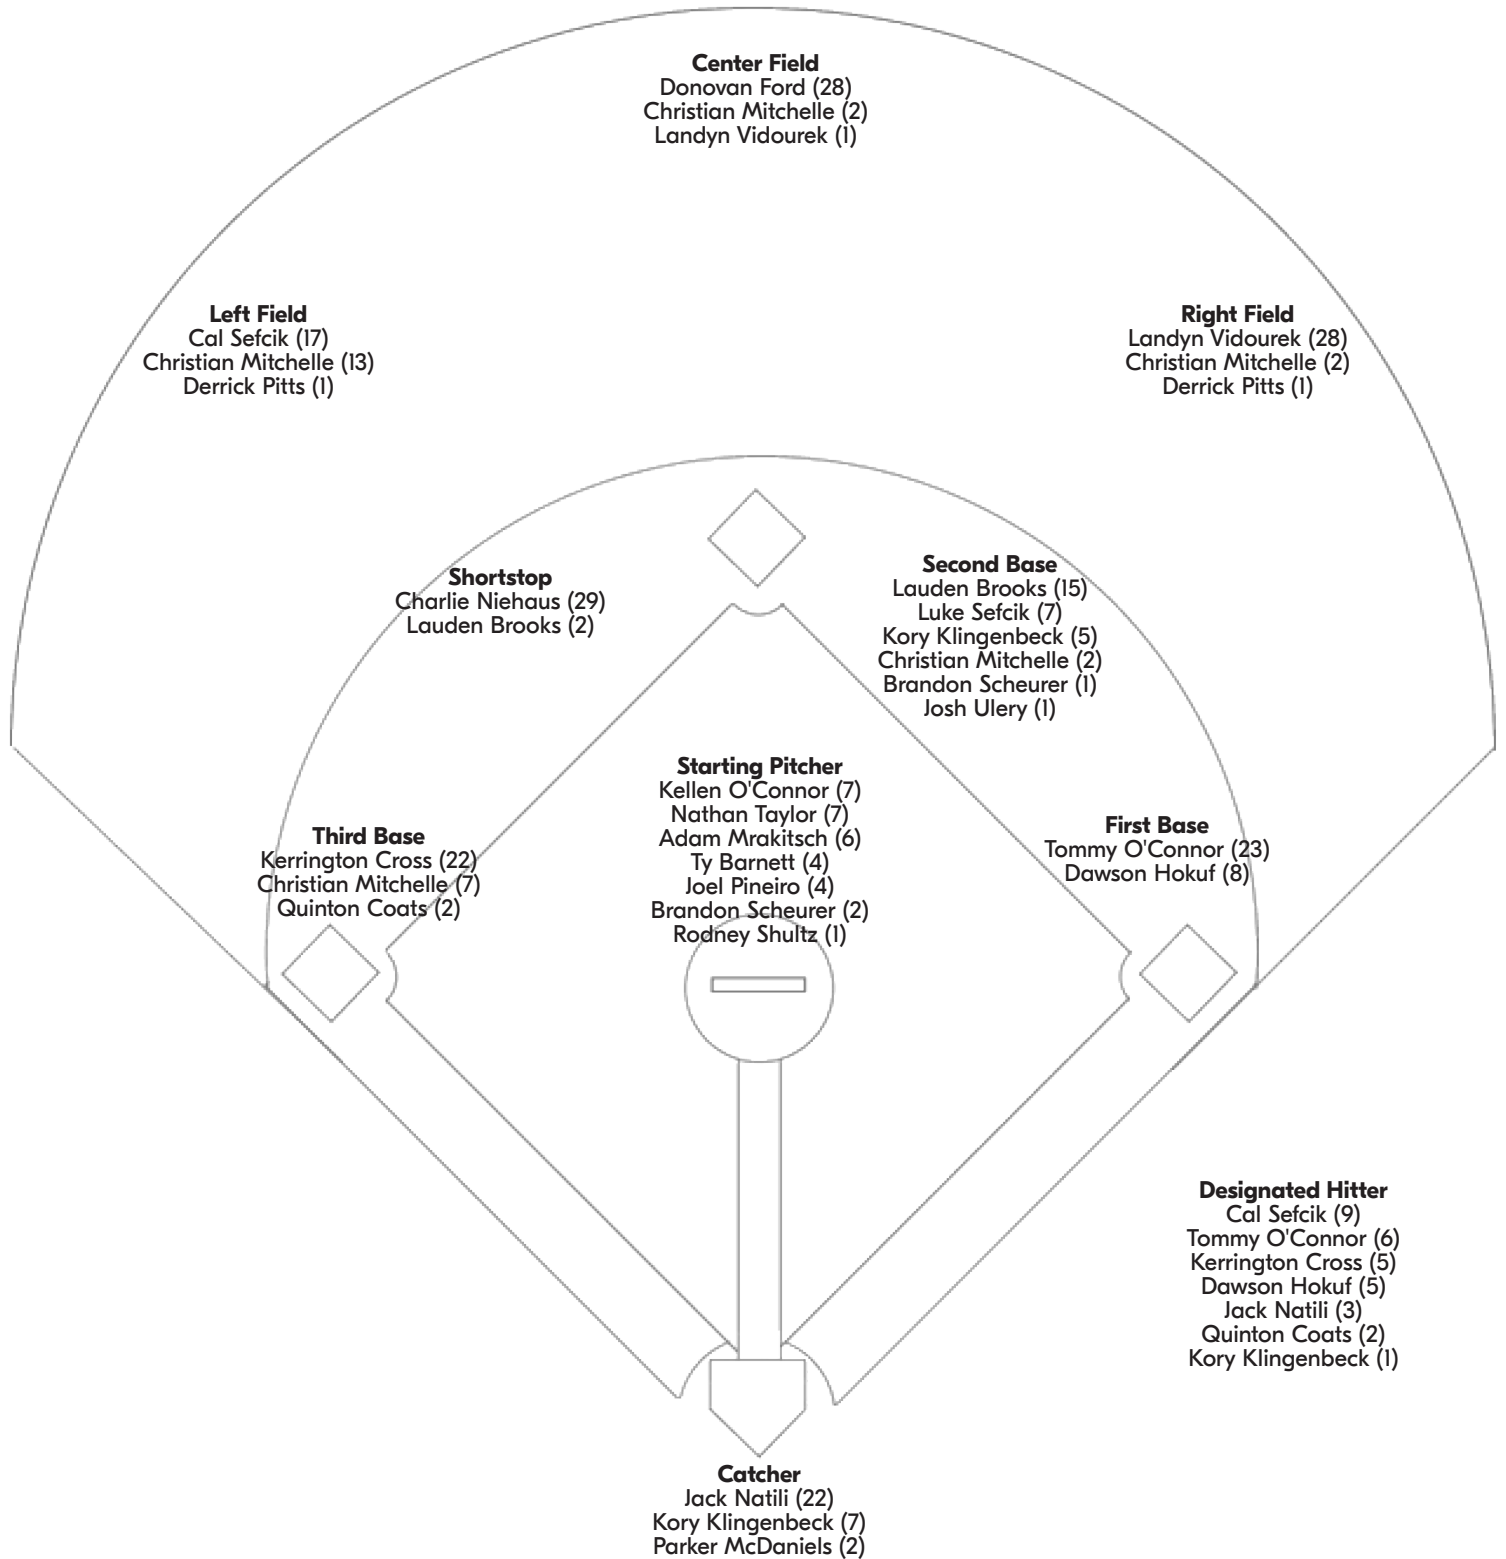 Center Field
Donovan Ford (28)
Christian Mitchelle (2)
Landyn Vidourek (1)
Left Field
Cal Sefcik (17)
Christian Mitchelle (13)
Derrick Pitts (1)
Right Field
Landyn Vidourek (28)
Christian Mitchelle (2)
Derrick Pitts (1)
Shortstop
Charlie Niehaus (29)
Lauden Brooks (2)
Second Base
Lauden Brooks (15)
Luke Sefcik (7)
Kory Klingenbeck (5)
Christian Mitchelle (2)
Brandon Scheurer (1)
Josh Ulery (1)
Starting Pitcher
Kellen O'Connor (7)
Nathan Taylor (7)
Adam Mrakitsch (6)
Ty Barnett (4)
Joel Pineiro (4)
Brandon Scheurer (2)
Rodney Shultz (1)
Third Base
Kerrington Cross (22)
Christian Mitchelle (7)
Quinton Coats (2)
First Base
Tommy O'Connor (23)
Dawson Hokuf (8)
Designated Hitter
Cal Sefcik (9)
Tommy O'Connor (6)
Kerrington Cross (5)
Dawson Hokuf (5)
Jack Natili (3)
Quinton Coats (2)
Kory Klingenbeck (1)
Catcher
Jack Natili (22)
Kory Klingenbeck (7)
Parker McDaniels (2)